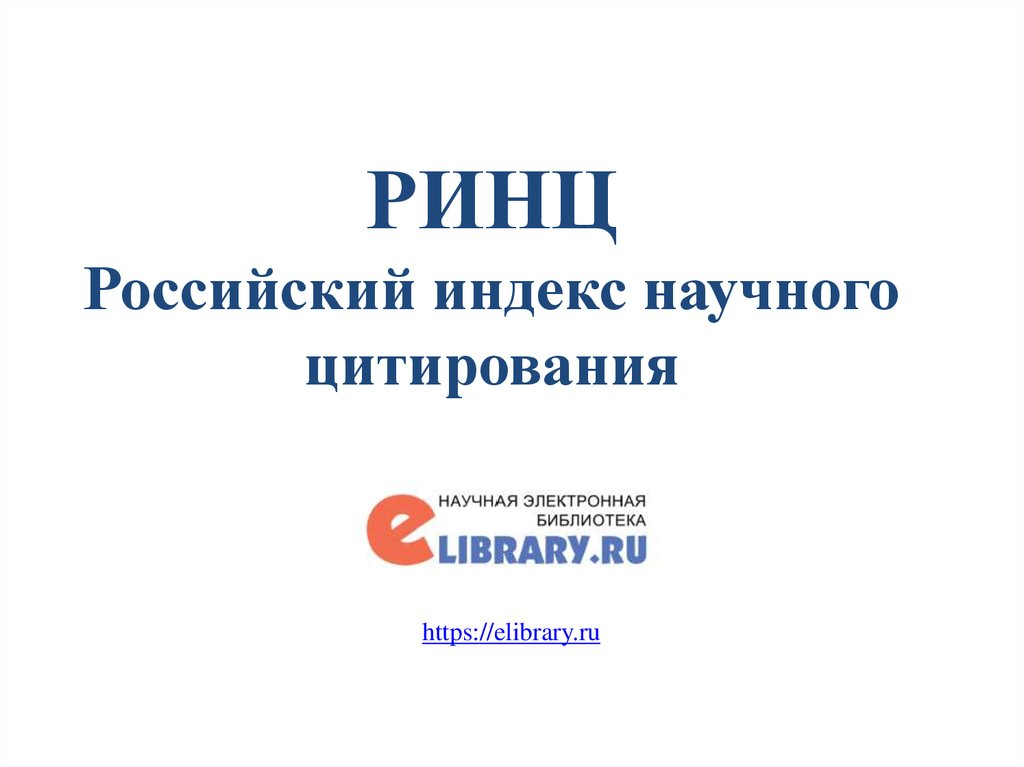 РИНЦ
Российский индекс научного
цитирования
НАУЧНАЯ ЭЛЕКТРОННАЯ
БИБЛИОТЕКА
eLIBRARY.RU
https://elibrary.ru